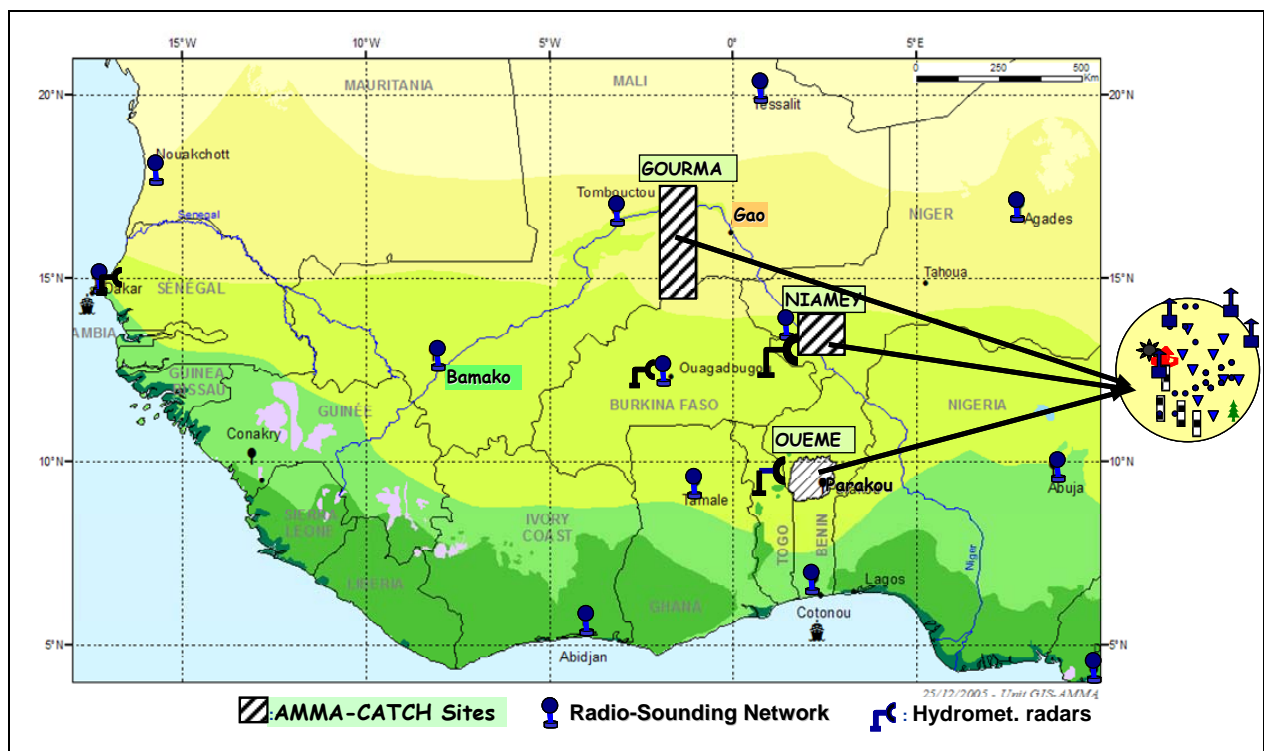 15°W 10°W 5°W 0° 5°E
0 250 500
Km
MAURITANIA
MALI
20°N 20°N
Tessalit
Nouakchott
GOURMA
Tombouctou
Gao
NIGER
Agades
Senegal
15°N 15°N
Tahoua
Dakar
SÉNÉGAL
NIAMEY
AMBIA
Bamako
Ouagadbugou
GUINEA
BISSAU
GUINÉE
BURKINA FASO
NIGERIA
OUEME
Conakry
10°N 10°N
Tamale
Parakou
Abuja
SIERRA
LEONE
IVORY
COAST
TOGO
BENIN
Niger
LIBERIA
GHANA
Lagos
Cotonou
5°N 5°N
Abidjan
25/12/2005 - Unit GIS-AMMA
:AMMA-CATCH Sites Radio-Sounding Network : Hydromet. radars